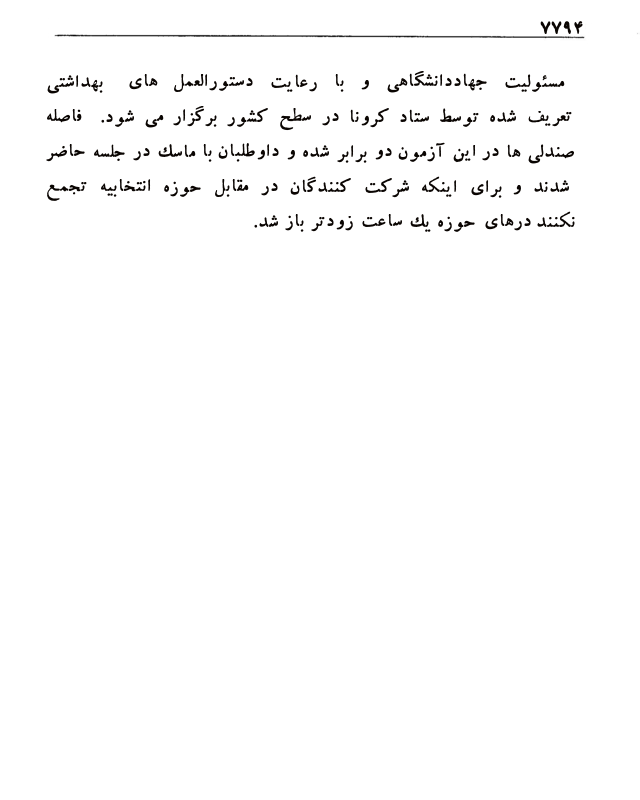 ۷۷۹۴
مسئولیت جهاددانشگاهی و با رعایت دستورالعمل های بهداشتی
تعریف شده توسط ستاد کرونا در سطح کشور برگزار می شود. فاصله
صندلی ها در این آزمون دو برابر شده و داوطلبان با ماسك در جلسه حاضر
شدند و برای اینکه شرکت کنندگان در مقابل حوزه انتخابیه تجمع
نکنند درهای حوزه یك ساعت زودتر باز شد.